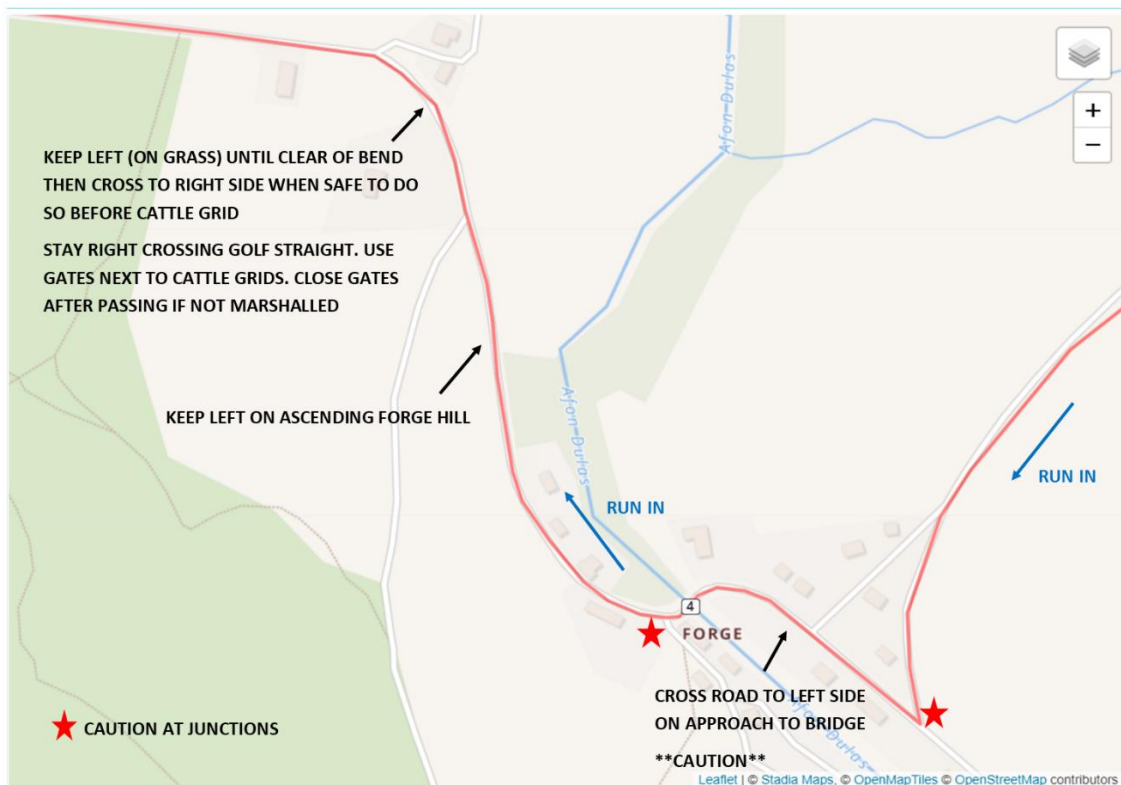 +
−
Afon Dulas
KEEP LEFT (ON GRASS) UNTIL CLEAR OF BEND
THEN CROSS TO RIGHT SIDE WHEN SAFE TO DO
SO BEFORE CATTLE GRID
STAY RIGHT CROSSING GOLF STRAIGHT. USE
GATES NEXT TO CATTLE GRIDS. CLOSE GATES
AFTER PASSING IF NOT MARSHALLED
KEEP LEFT ON ASCENDING FORGE HILL
Afon Dulas
RUN IN
RUN IN
4
FORGE
CROSS ROAD TO LEFT SIDE
ON APPROACH TO BRIDGE
**CAUTION**
Afon Dulas
CAUTION AT JUNCTIONS
Leaflet | © Stadia Maps, © OpenMapTiles © OpenStreetMap contributors